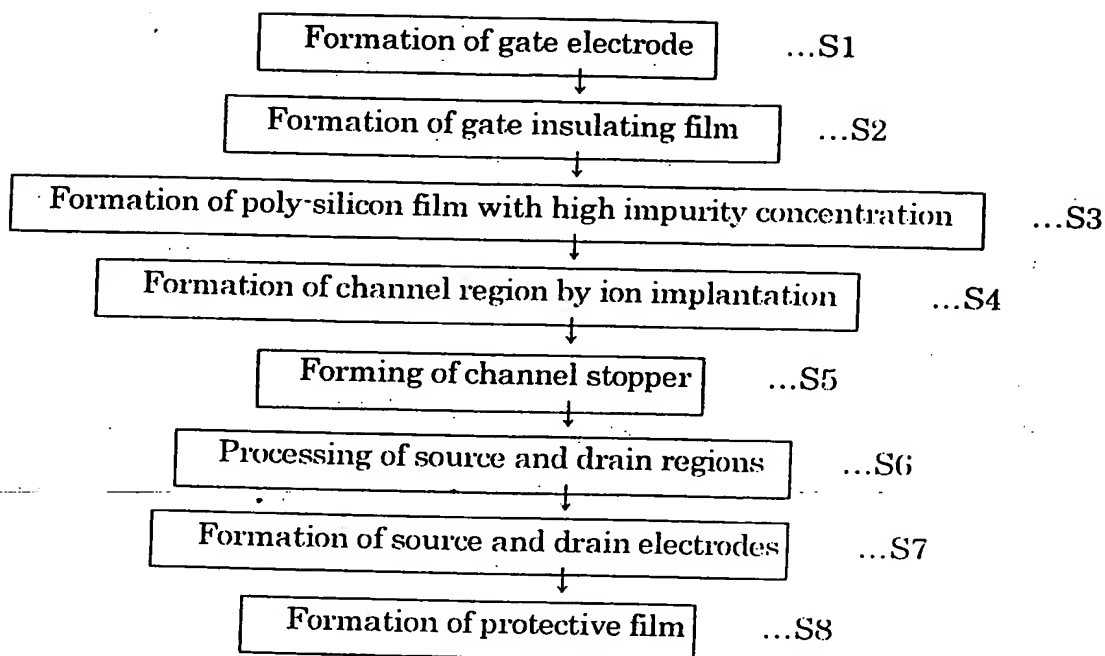 Formation of gate electrode ...S1
Formation of gate insulating film ...S2
Formation of poly-silicon film with high impurity concentration ...S3
Formation of channel region by ion implantation ...S4
Forming of channel stopper ...S5
Processing of source and drain regions ...S6
Formation of source and drain electrodes ...S7
Formation of protective film ...S8